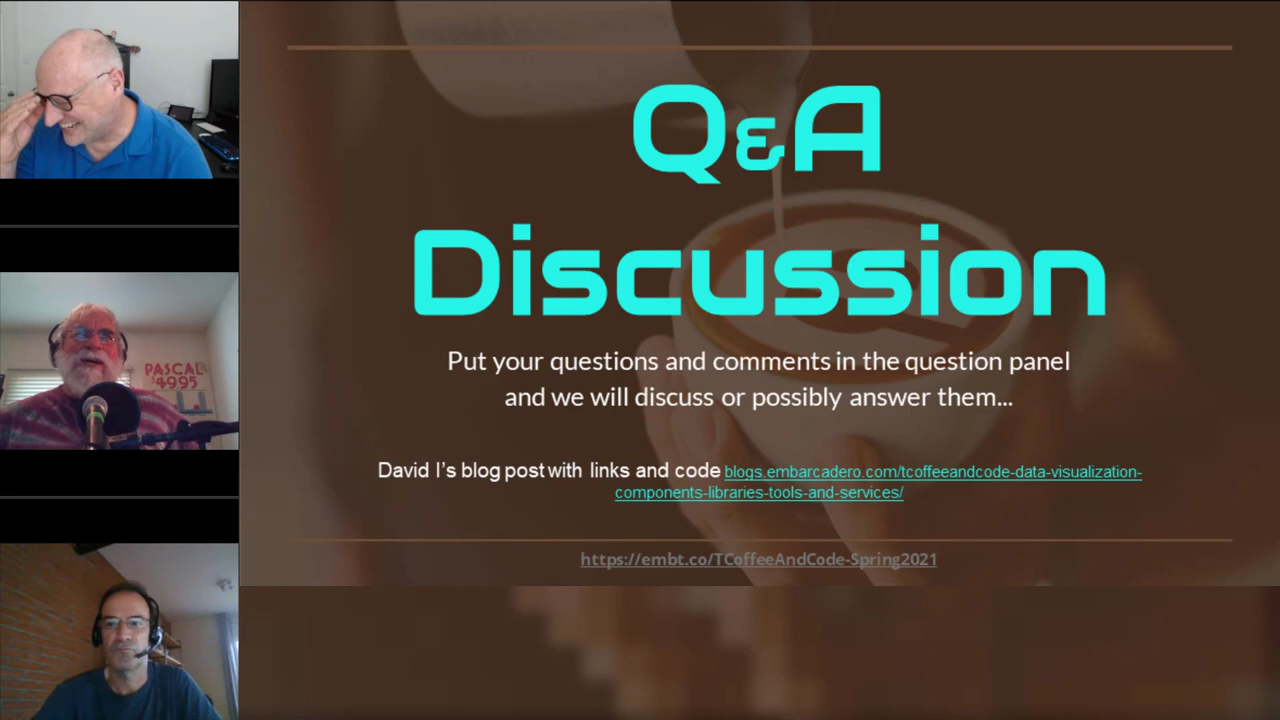 Q&A
Discussion
Put your questions and comments in the question panel
and we will discuss or possibly answer them...
David I's blog post with links and code blogs.embarcadero.com/tcoffeeandcode-data-visualization-
components-libraries-tools-and-services/
https://embt.co/TCoffeeAndCode-Spring2021
PASCAL
$4995